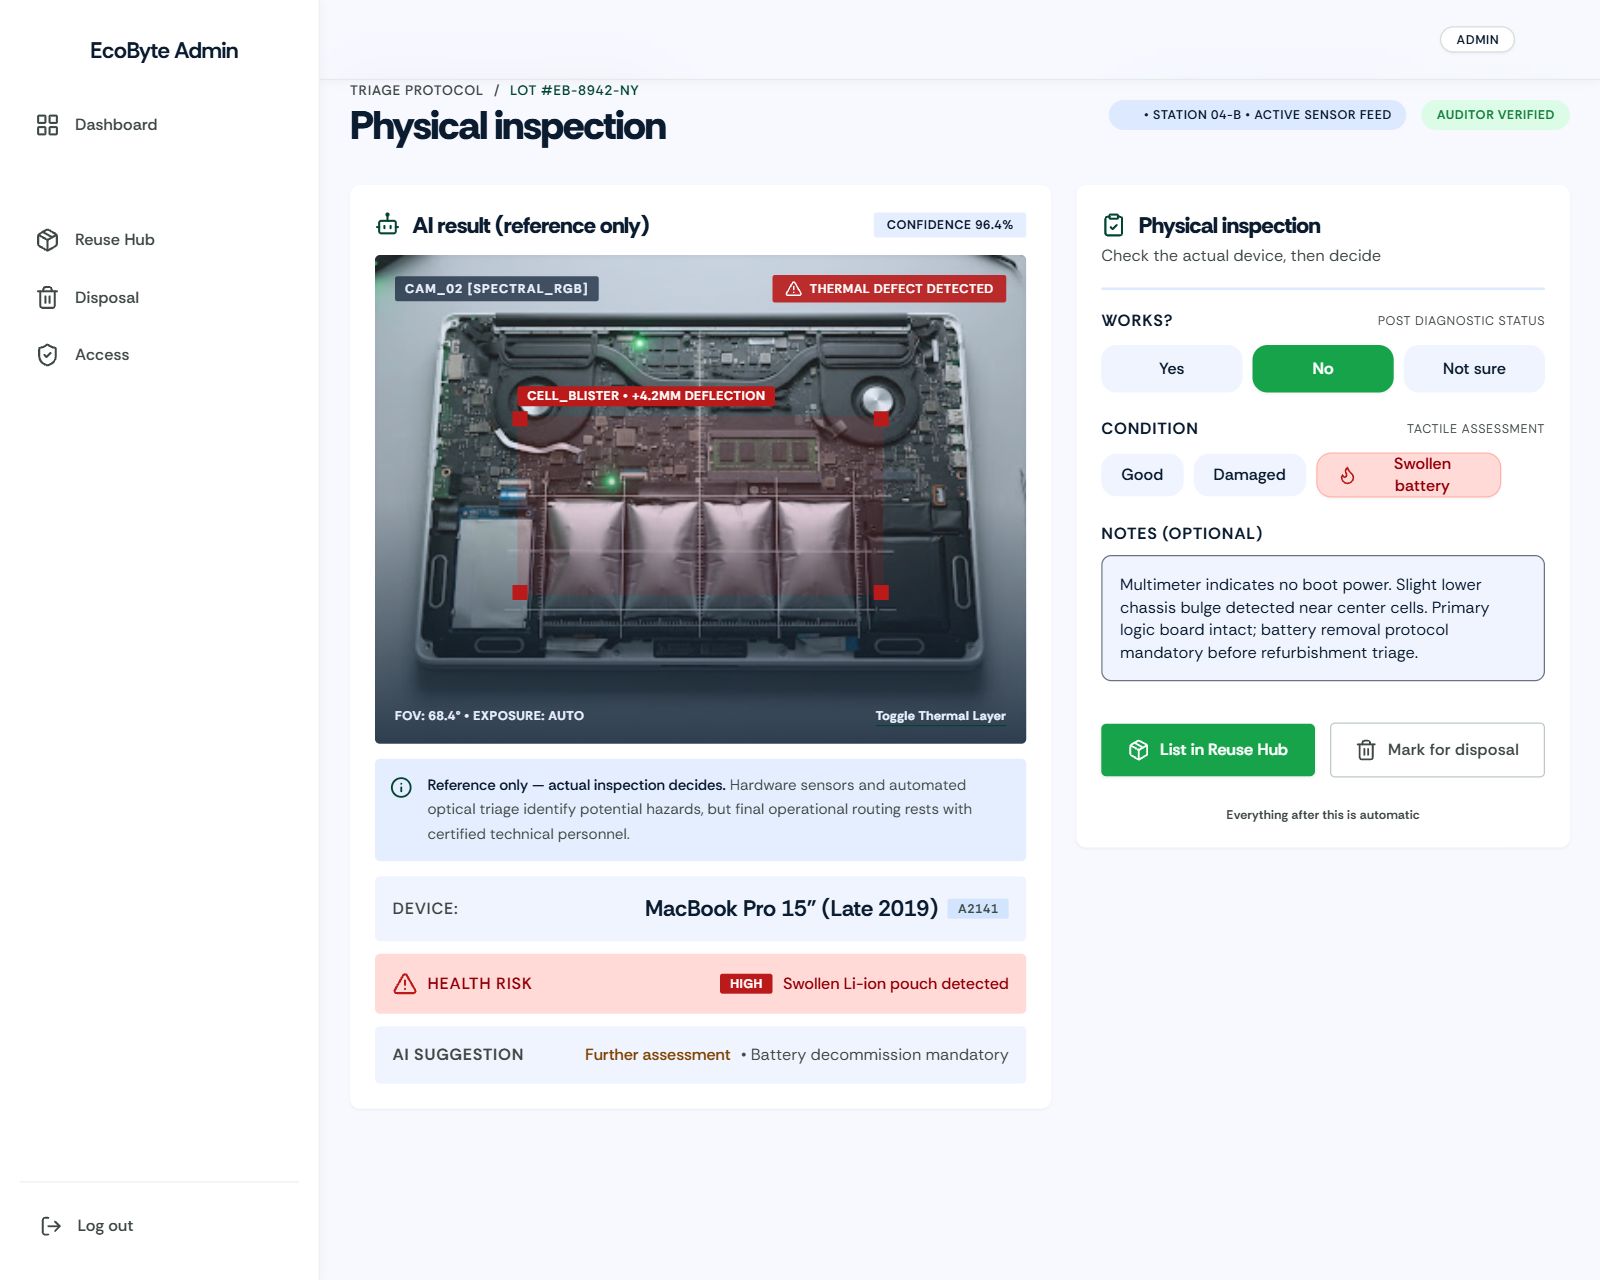 EcoByte Admin
Dashboard
Reuse Hub
Disposal
Access
Log out
ADMIN
TRIAGE PROTOCOL / LOT #EB-8942-NY
Physical inspection
• STATION 04-B • ACTIVE SENSOR FEED
AUDITOR VERIFIED
AI result (reference only)
CONFIDENCE 96.4%
CAM_02 [SPECTRAL_RGB]
THERMAL DEFECT DETECTED
CELL_BLISTER • +4.2MM DEFLECTION
FOV: 68.4° • EXPOSURE: AUTO
Toggle Thermal Layer
Reference only — actual inspection decides. Hardware sensors and automated
optical triage identify potential hazards, but final operational routing rests with
certified technical personnel.
DEVICE:
MacBook Pro 15” (Late 2019)
A2141
HEALTH RISK
HIGH
Swollen Li-ion pouch detected
AI SUGGESTION
Further assessment • Battery decommission mandatory
Physical inspection
Check the actual device, then decide
WORKS?
POST DIAGNOSTIC STATUS
Yes
No
Not sure
CONDITION
TACTILE ASSESSMENT
Good
Damaged
Swollen
battery
NOTES (OPTIONAL)
Multimeter indicates no boot power. Slight lower
chassis bulge detected near center cells. Primary
logic board intact; battery removal protocol
mandatory before refurbishment triage.
List in Reuse Hub
Mark for disposal
Everything after this is automatic